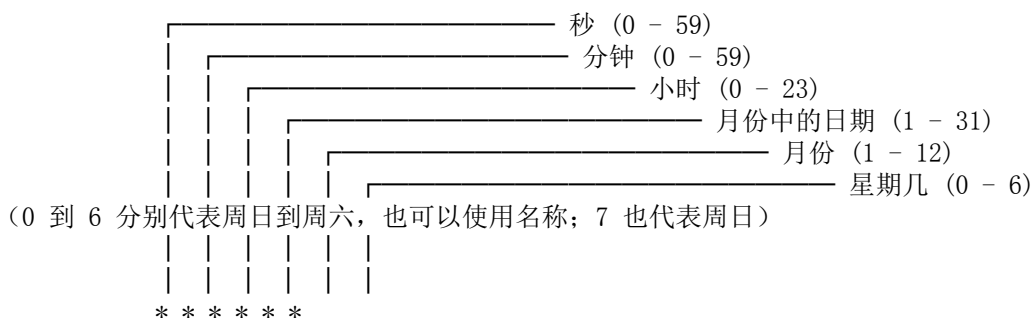 秒 (0 - 59)
分钟 (0 - 59)
小时 (0 - 23)
月份中的日期 (1 - 31)
月份 (1 - 12)
星期几 (0 - 6)
（0 到 6 分别代表周日到周六，也可以使用名称；7 也代表周日）
* * * * * *